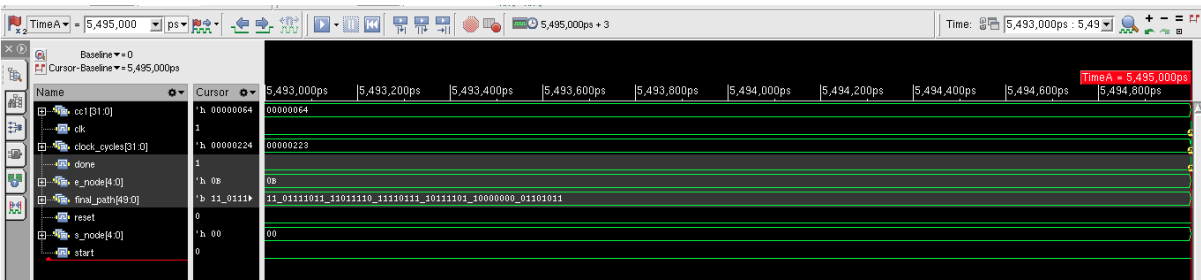 TimeA = 5,495,000 ps 5,495,000ps + 3 Time: 5,493,000ps : 5,49
Baseline = 0
Cursor-Baseline = 5,495,000ps
TimeA = 5,495,000ps
Name Cursor 5,493,000ps 5,493,200ps 5,493,400ps 5,493,600ps 5,493,800ps 5,494,000ps 5,494,200ps 5,494,400ps 5,494,600ps 5,494,800ps
cc1[31:0] 'h 00000064 00000064
clk 1
clock_cycles[31:0] 'h 00000224 00000223
done 1
e_node[4:0] 'h 0B 0B
final_path[49:0] 'b 11_0111 11_01111011_11011110_11110111_10111101_10000000_01101011
reset 0
s_node[4:0] 'h 00 00
start 0